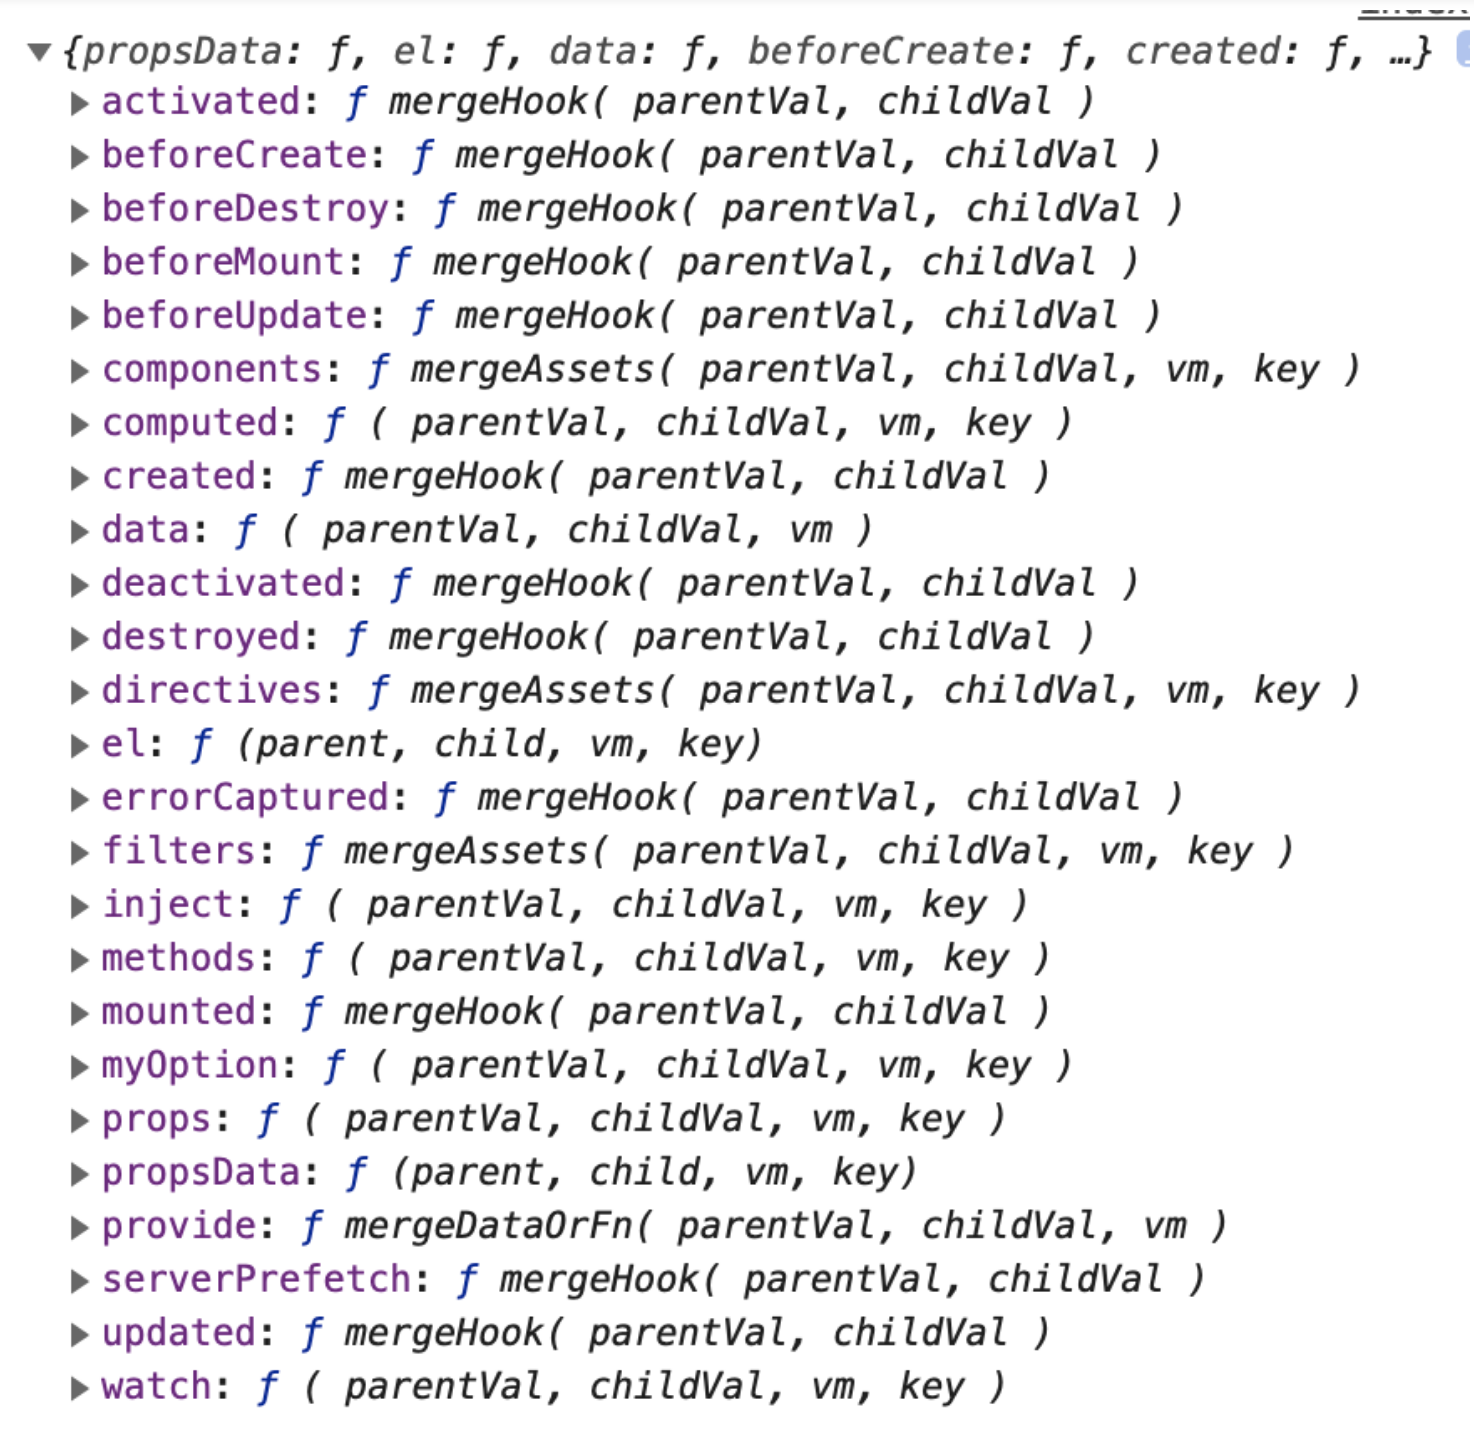 ▼{propsData: ƒ, el: ƒ, data: ƒ, beforeCreate: ƒ, created: ƒ, …}
▶activated: ƒ mergeHook( parentVal, childVal )
▶beforeCreate: ƒ mergeHook( parentVal, childVal )
▶beforeDestroy: ƒ mergeHook( parentVal, childVal )
▶beforeMount: ƒ mergeHook( parentVal, childVal )
▶beforeUpdate: ƒ mergeHook( parentVal, childVal )
▶components: ƒ mergeAssets( parentVal, childVal, vm, key )
▶computed: ƒ ( parentVal, childVal, vm, key )
▶created: ƒ mergeHook( parentVal, childVal )
▶data: ƒ ( parentVal, childVal, vm )
▶deactivated: ƒ mergeHook( parentVal, childVal )
▶destroyed: ƒ mergeHook( parentVal, childVal )
▶directives: ƒ mergeAssets( parentVal, childVal, vm, key )
▶el: ƒ (parent, child, vm, key)
▶errorCaptured: ƒ mergeHook( parentVal, childVal )
▶filters: ƒ mergeAssets( parentVal, childVal, vm, key )
▶inject: ƒ ( parentVal, childVal, vm, key )
▶methods: ƒ ( parentVal, childVal, vm, key )
▶mounted: ƒ mergeHook( parentVal, childVal )
▶myOption: ƒ ( parentVal, childVal, vm, key )
▶props: ƒ ( parentVal, childVal, vm, key )
▶propsData: ƒ (parent, child, vm, key)
▶provide: ƒ mergeDataOrFn( parentVal, childVal, vm )
▶serverPrefetch: ƒ mergeHook( parentVal, childVal )
▶updated: ƒ mergeHook( parentVal, childVal )
▶watch: ƒ ( parentVal, childVal, vm, key )